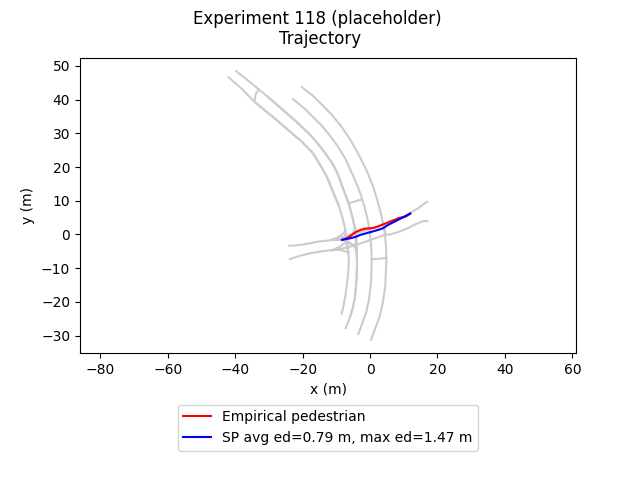 Experiment 118 (placeholder)
Trajectory
50
40
30
20
10
0
−10
−20
−30
y (m)
−80 −60 −40 −20 0 20 40 60
x (m)
Empirical pedestrian
SP avg ed=0.79 m, max ed=1.47 m